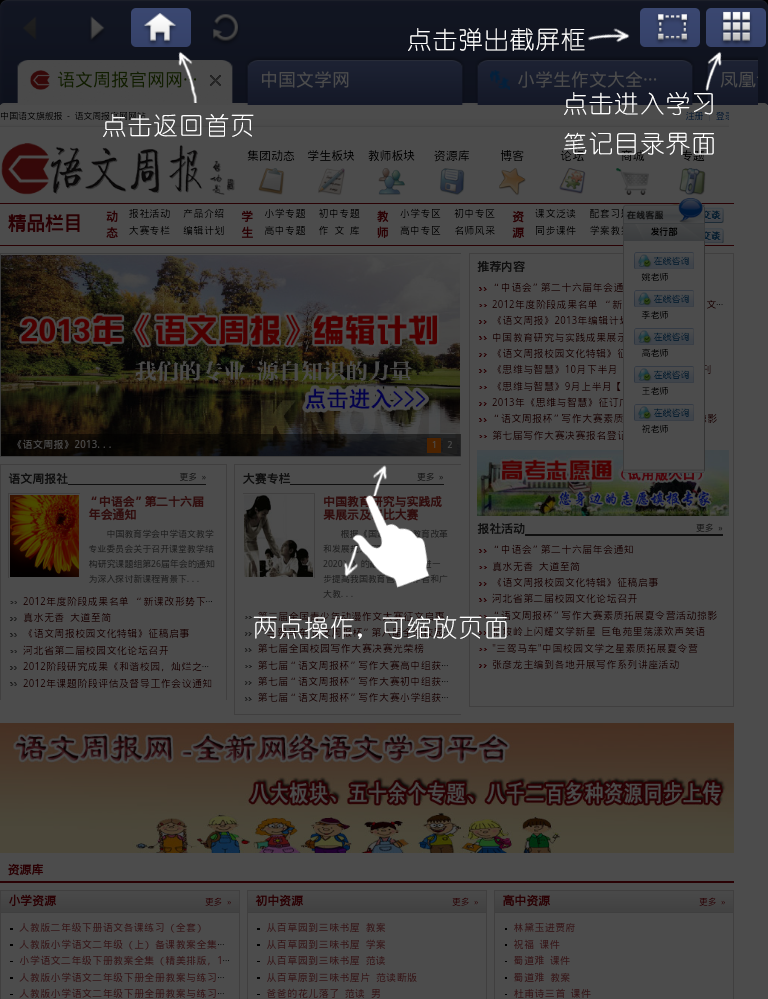 点击弹出截屏框
语文周报官网网…
中国文学网
小学生作文大全…
凤凰
点击返回首页
点击进入学习
笔记目录界面
中国语文旗舰报 - 语文周报官网网站
注册
语文周报
集团动态 学生板块 教师板块 资源库 博客 论坛 商城 专题
精品栏目
动态
报社活动 产品介绍
大赛专栏 编辑计划
学生
小学专题 初中专题
高中专题 作 文 库
教师
小学专区 初中专区
高中专区 名师风采
资源
课文泛读 配套习
同步课件 学案教
在线客服
发行部
在线咨询
姚老师
在线咨询
李老师
在线咨询
高老师
在线咨询
王老师
在线咨询
祝老师
2013年《语文周报》编辑计划
我们的专业 源自知识的力量
点击进入>>>
《语文周报》2013...
1 2
推荐内容
“中语会”第二十六届年会通
2012年度阶段成果名单 “新
《语文周报》2013年编辑计
中国教育研究与实践成果展示
《语文周报校园文化特辑》征
《思维与智慧》10月下半月
《思维与智慧》9月上半月【
2013年《思维与智慧》征订
“语文周报杯”写作大赛素质 掠影
第七届写作大赛决赛报名登记
高考志愿通
(试用版入口)
您身边的志愿填报专家
语文周报社 更多 »
“中语会”第二十六届
年会通知
中国教育学会中学语文教学
专业委员会关于召开课堂教学结
构研究课题组第26届年会的通知
为深入探讨新课程背景下...
2012年度阶段成果名单 “新课改形势下…
真水无香 大道至简
《语文周报校园文化特辑》征稿启事
河北省第二届校园文化论坛召开
2012阶段研究成果《和谐校园，灿烂之…
2012年课题阶段评估及督导工作会议通知
大赛专栏 更多 »
中国教育研究与实践成
果展示及评比大赛
两点操作，可缩放页面
第七届全国校园写作大赛决赛光荣榜
第七届“语文周报杯”写作大赛高中组获…
第七届“语文周报杯”写作大赛初中组获…
第七届“语文周报杯”写作大赛小学组获…
报社活动 更多 »
“中语会”第二十六届年会通知
真水无香 大道至简
《语文周报校园文化特辑》征稿启事
河北省第二届校园文化论坛召开
“语文周报杯”写作大赛素质拓展夏令营活动掠影
岭上闪耀文学新星 巨龟苑里荡漾欢声笑语
“三驾马车”中国校园文学之星素质拓展夏令营
张彦龙主编到各地开展写作系列讲座活动
语文周报网 -全新网络语文学习平台
八大板块、五十余个专题、八千二百多种资源同步上传
资源库
小学资源 更多 »
人教版二年级下册语文备课练习（全套）
人教版小学语文二年级（上）备课教案全集…
小学语文二年级下册教案全集（精美排版，1…
人教版小学语文二年级下册全册教案与练习…
人教版小学语文二年级下册全册教案与练习…
初中资源 更多 »
从百草园到三味书屋 教案
从百草园到三味书屋 学案
从百草园到三味书屋 范读
从百草原到三味书屋片 范读断版
爸爸的花儿落了 范读 男
高中资源 更多 »
林黛玉进贾府
祝福 课件
蜀道难 课件
蜀道难 教案
杜甫诗三首 课件